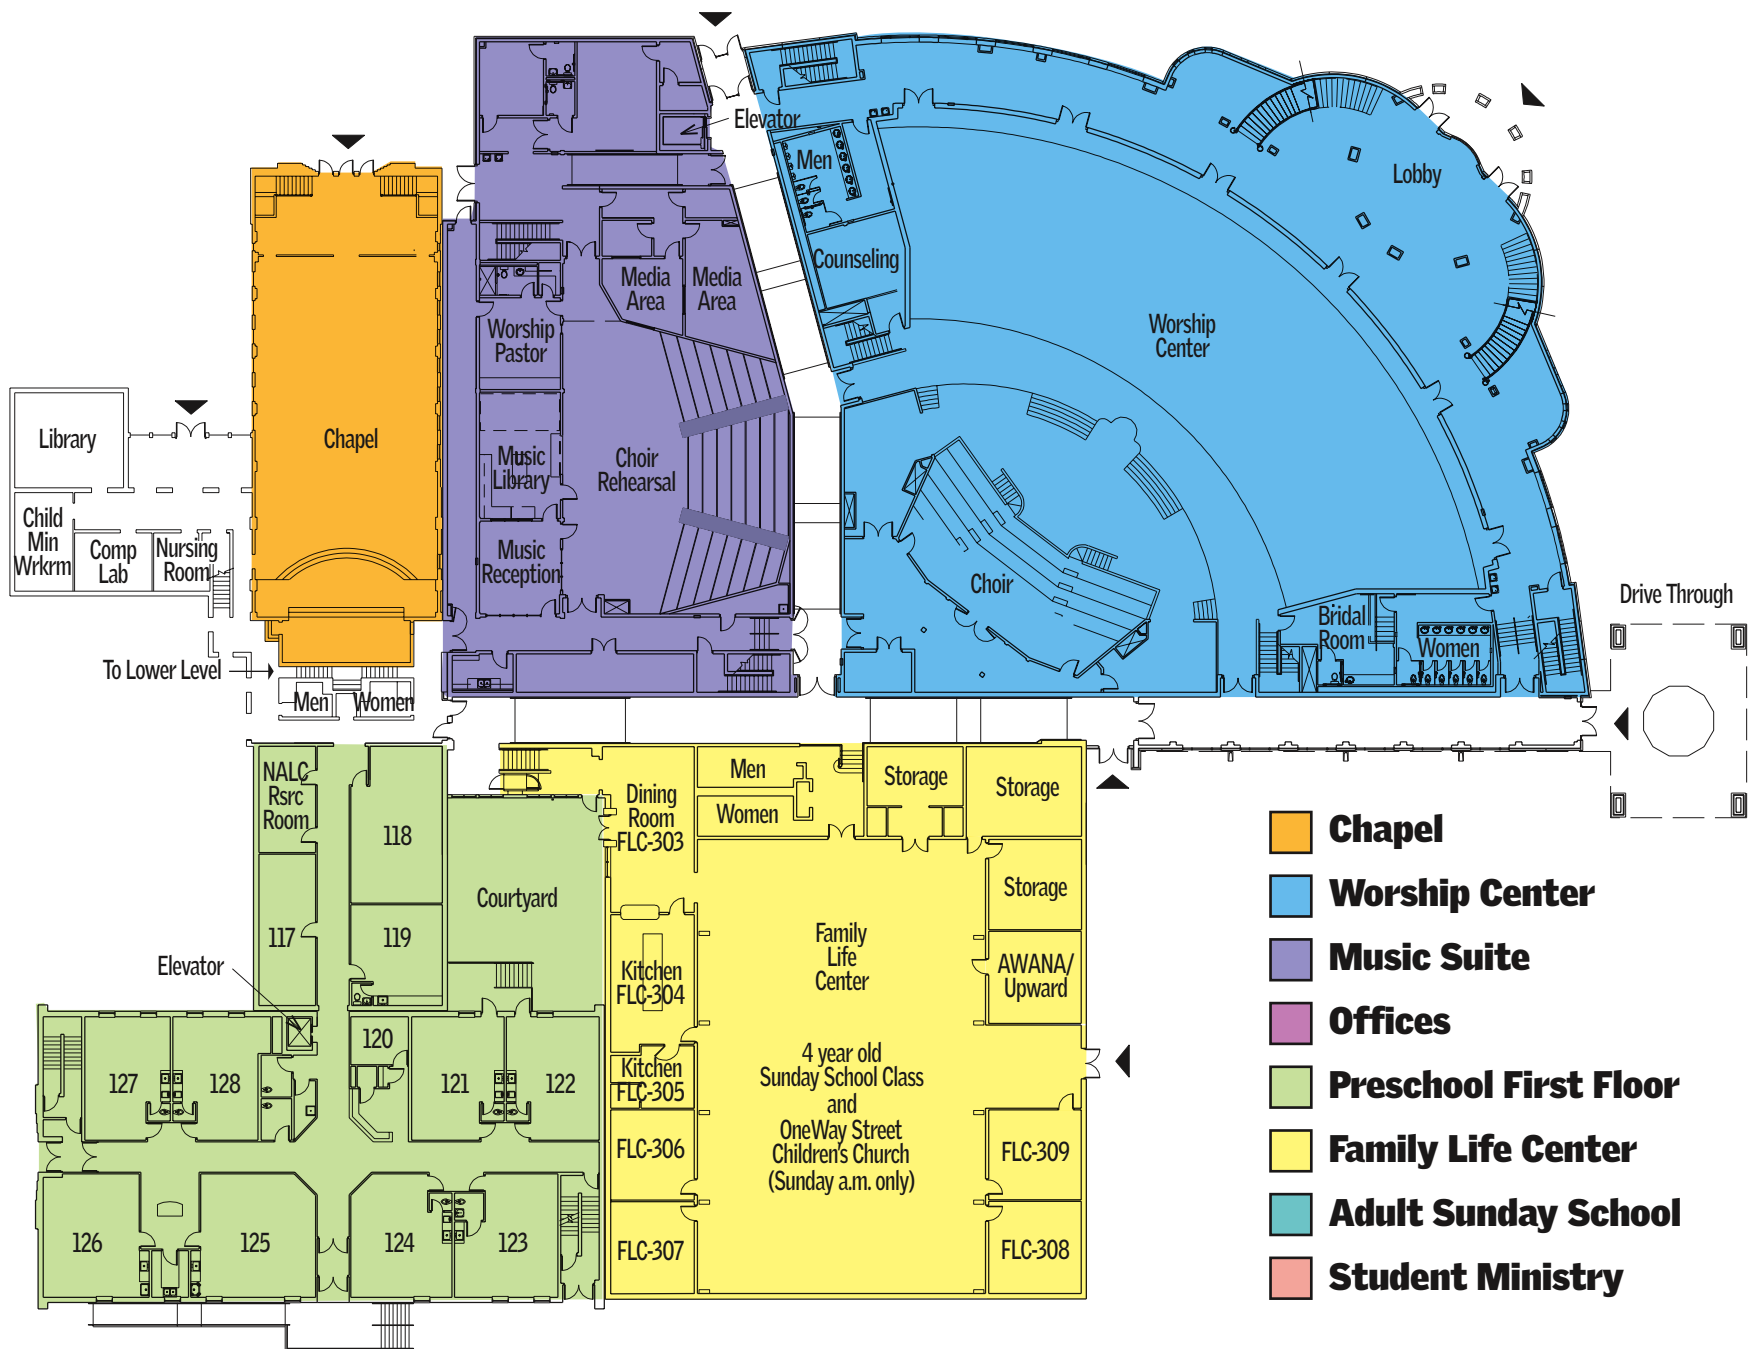 Elevator
Men
Lobby
Counseling
Media
Area
Media
Area
Worship
Pastor
Worship
Center
Library
Chapel
Music
Library
Choir
Rehearsal
Child
Min
Wrkrm
Comp
Lab
Nursing
Room
Music
Reception
Choir
Bridal
Room
Women
Drive Through
To Lower Level
Men
Women
NALC
Rsrc
Room
118
Dining
Room
FLC-303
Men
Women
Storage
Storage
Storage
Courtyard
117
119
Elevator
Kitchen
FLC-304
Family
Life
Center
AWANA/
Upward
120
127
128
121
122
Kitchen
FLC-305
4 year old
Sunday School Class
and
OneWay Street
Children's Church
(Sunday a.m. only)
FLC-306
FLC-309
126
125
124
123
FLC-307
FLC-308
Chapel
Worship Center
Music Suite
Offices
Preschool First Floor
Family Life Center
Adult Sunday School
Student Ministry